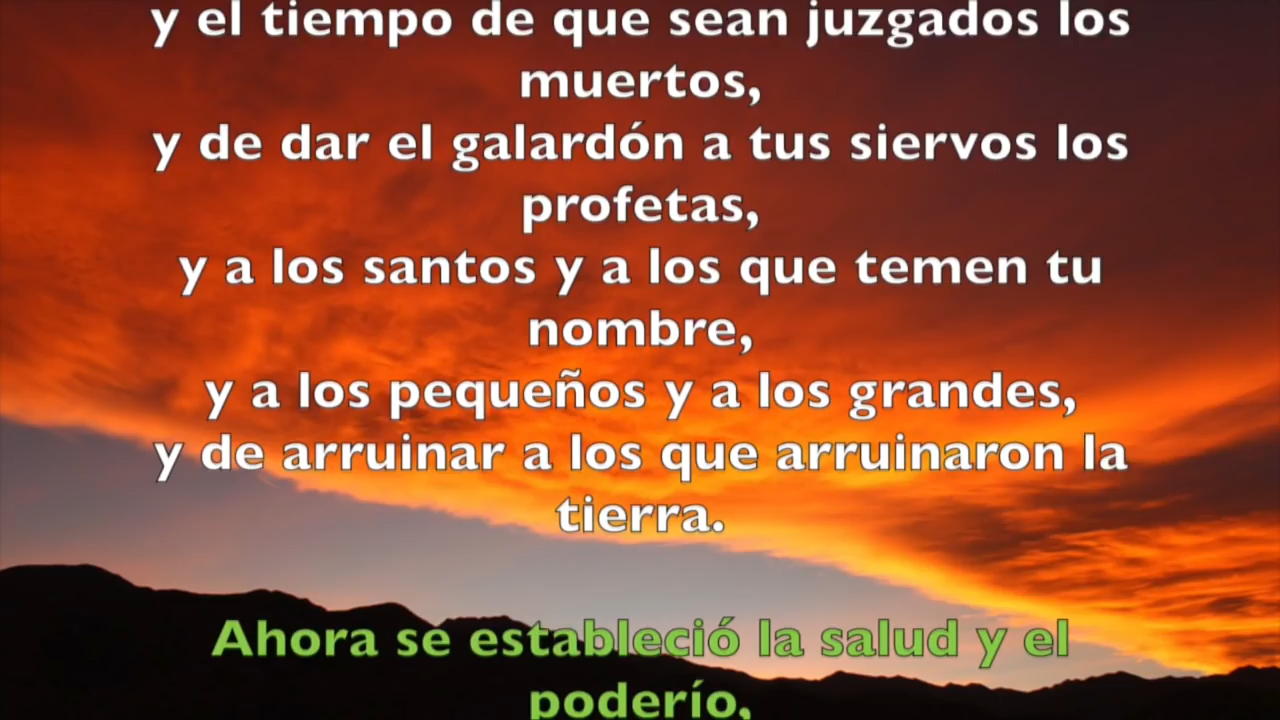 y el tiempo de que sean juzgados los
muertos,
y de dar el galardón a tus siervos los
profetas,
y a los santos y a los que temen tu
nombre,
y a los pequeños y a los grandes,
y de arruinar a los que arruinaron la
tierra.
Ahora se estableció la salud y el
poderío,